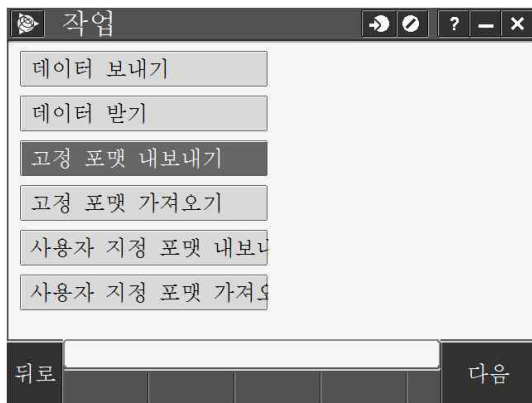 작업
?
데이터 보내기
데이터 받기
고정 포맷 내보내기
고정 포맷 가져오기
사용자 지정 포맷 내보내
사용자 지정 포맷 가져오
뒤로
다음